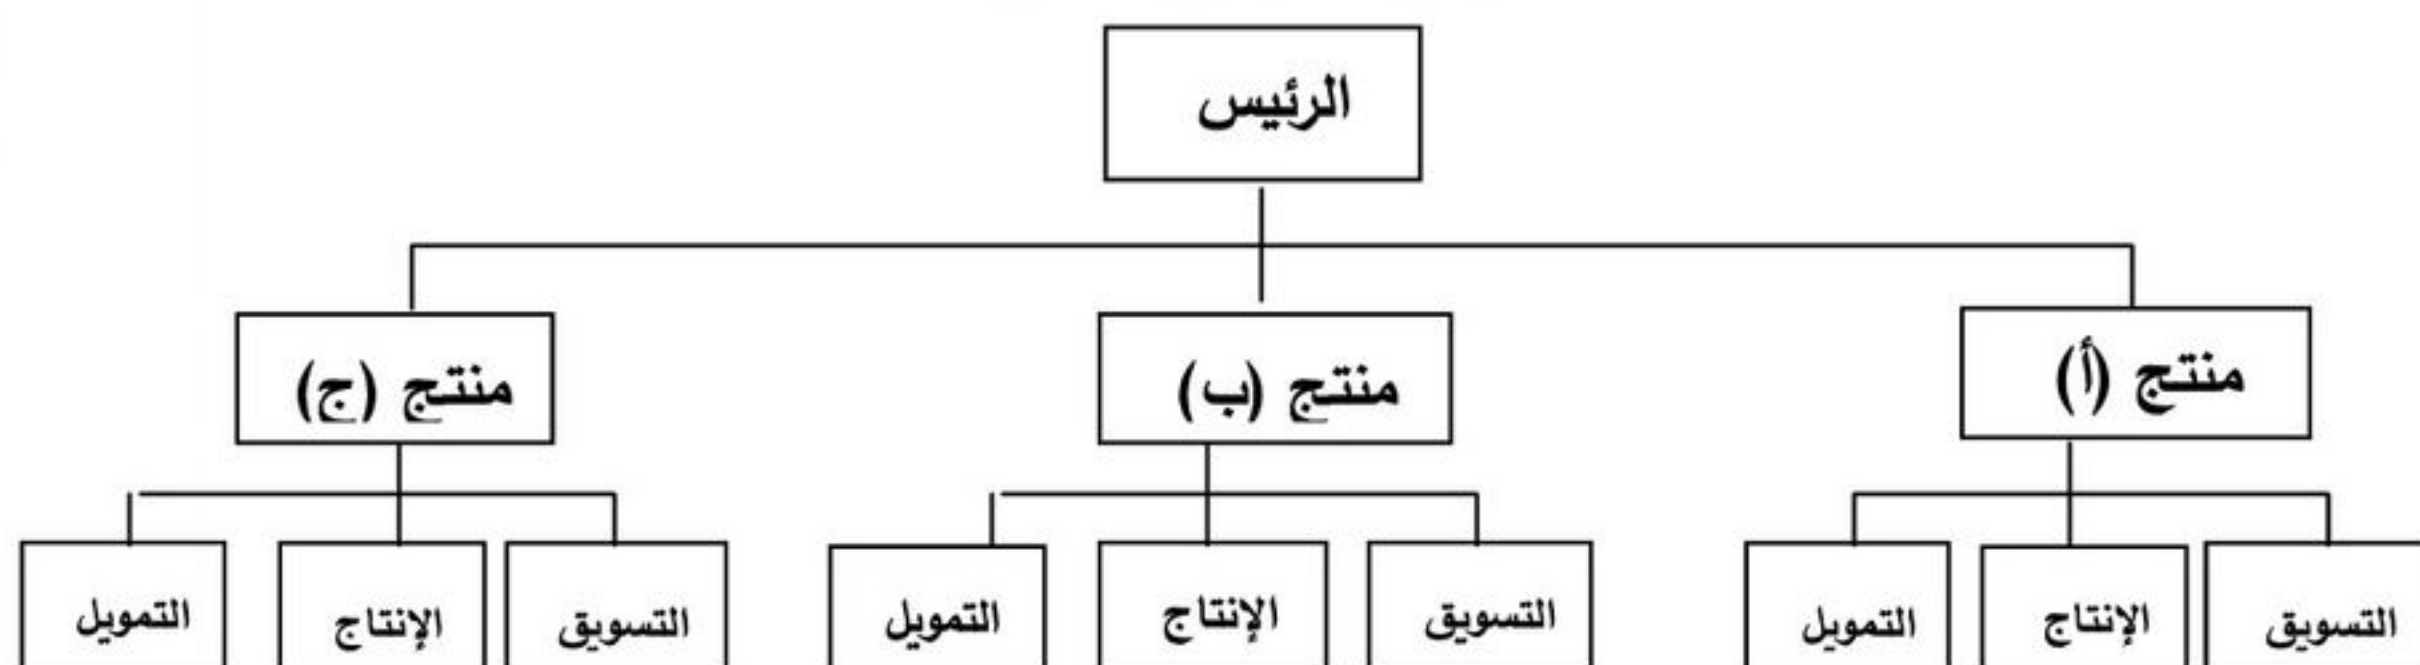 الرئيس
منتج (أ)
منتج (ب)
منتج (ج)
التسويق
الإنتاج
التمويل
التسويق
الإنتاج
التمويل
التسويق
الإنتاج
التمويل